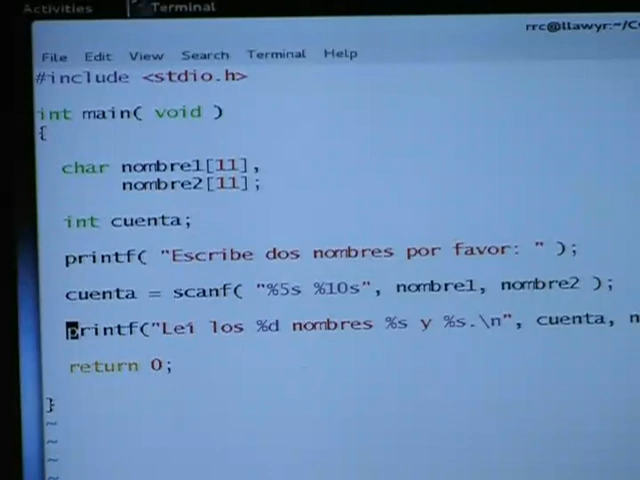 Activities Terminal
rrc@llawyr:~/C
File Edit View Search Terminal Help
#include <stdio.h>
int main( void )
{
char nombre1[11],
nombre2[11];
int cuenta;
printf( "Escribe dos nombres por favor: " );
cuenta = scanf( "%5s %10s", nombre1, nombre2 );
printf("Leí los %d nombres %s y %s.\n", cuenta, n
return 0;
}
~
~
~
~